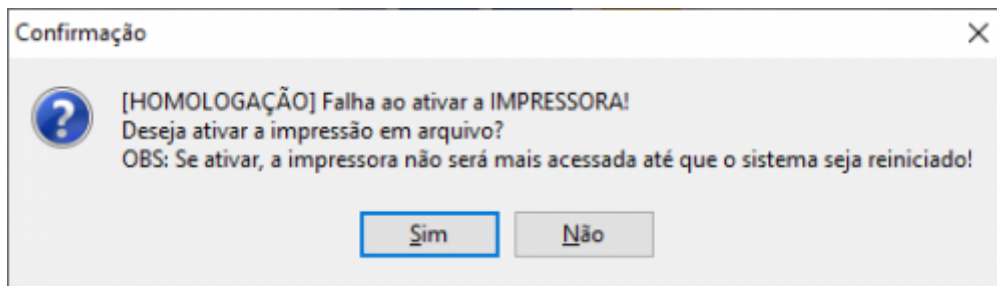 Confirmação
[HOMOLOGAÇÃO] Falha ao ativar a IMPRESSORA!
Deseja ativar a impressão em arquivo?
OBS: Se ativar, a impressora não será mais acessada até que o sistema seja reiniciado!
Sim
Não